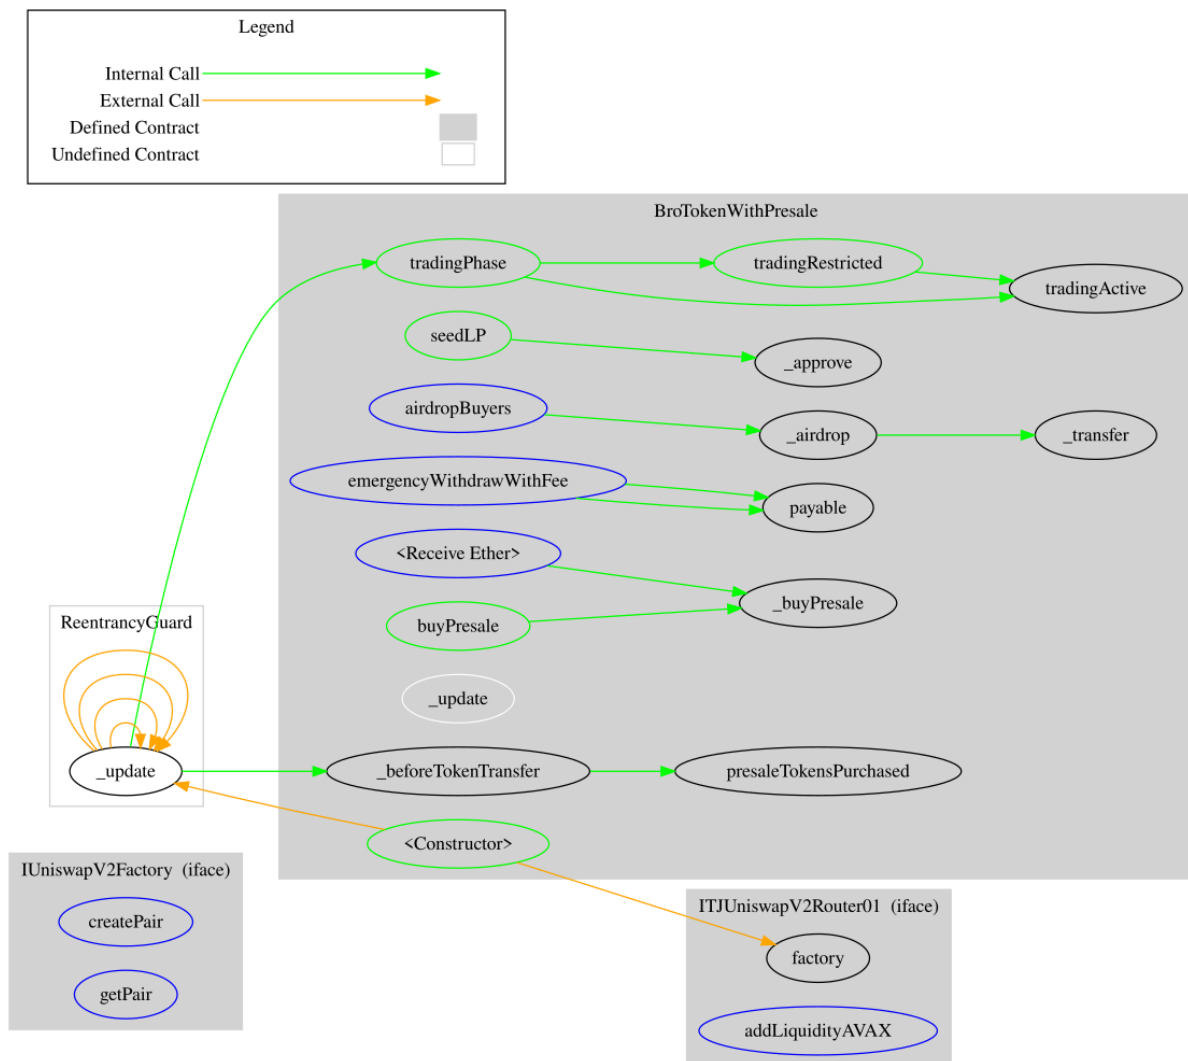 Legend
Internal Call
External Call
Defined Contract
Undefined Contract
BroTokenWithPresale
tradingPhase
tradingRestricted
tradingActive
seedLP
_approve
airdropBuyers
_airdrop
_transfer
emergencyWithdrawWithFee
payable
<Receive Ether>
_buyPresale
buyPresale
_update
_beforeTokenTransfer
presaleTokensPurchased
<Constructor>
ReentrancyGuard
_update
IUniswapV2Factory  (iface)
createPair
getPair
ITJUniswapV2Router01  (iface)
factory
addLiquidityAVAX